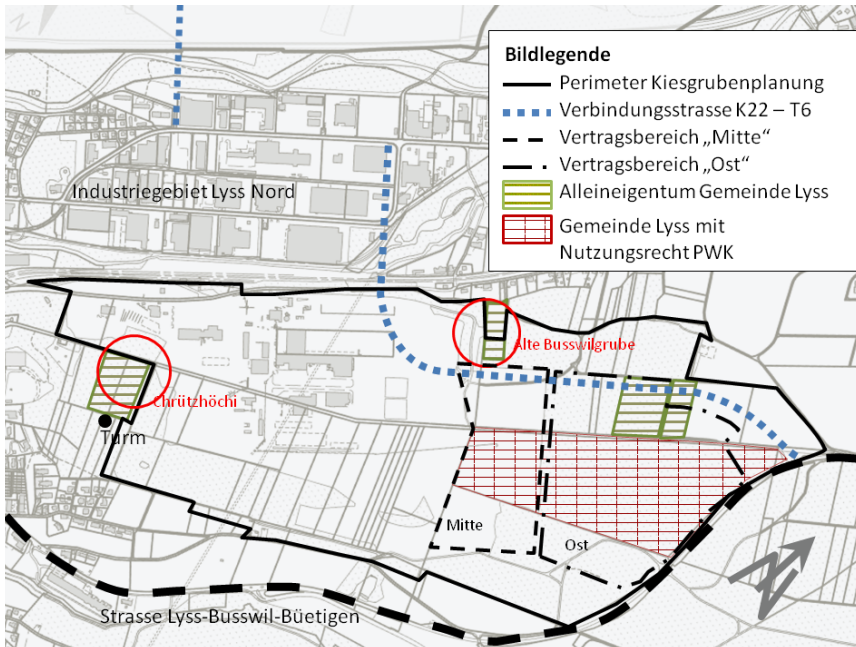 Bildlegende
Perimeter Kiesgrubenplanung
Verbindungsstrasse K22 – T6
Vertragsbereich „Mitte“
Vertragsbereich „Ost“
Alleineigentum Gemeinde Lyss
Gemeinde Lyss mit
Nutzungsrecht PWK
Industriegebiet Lyss Nord
Alte Busswilgrube
Chrützhöchi
Turm
Mitte
Ost
Strasse Lyss-Busswil-Büetigen
N